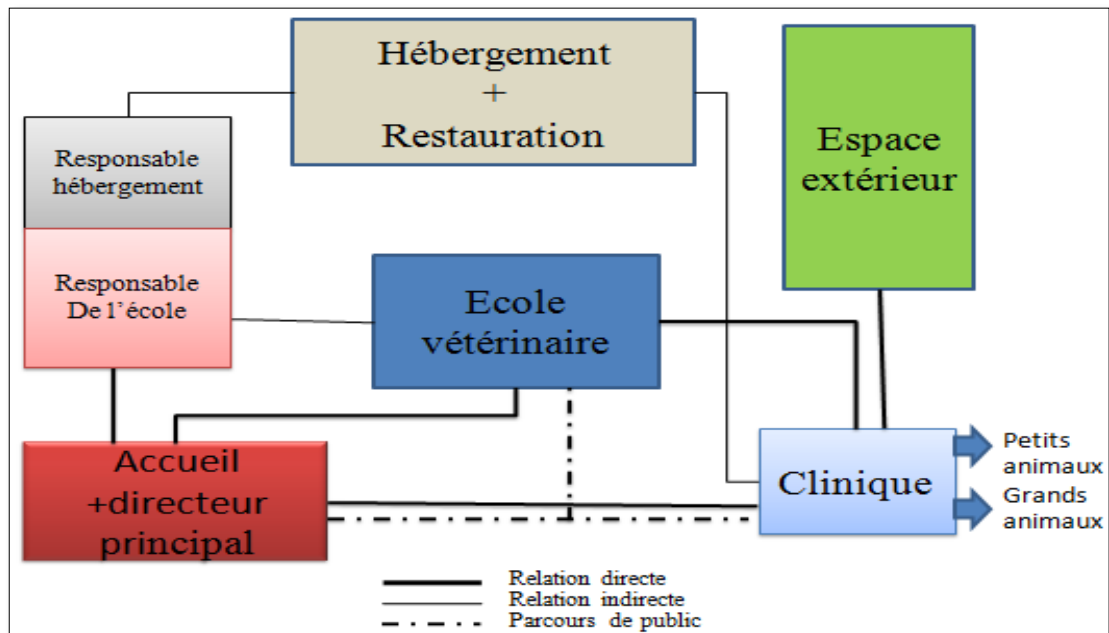 Hébergement
+
Restauration
Espace
extérieur
Responsable
hébergement
Responsable
De l'école
Ecole
vétérinaire
Accueil
+directeur
principal
Clinique
Petits
animaux
Grands
animaux
Relation directe
Relation indirecte
Parcours de public